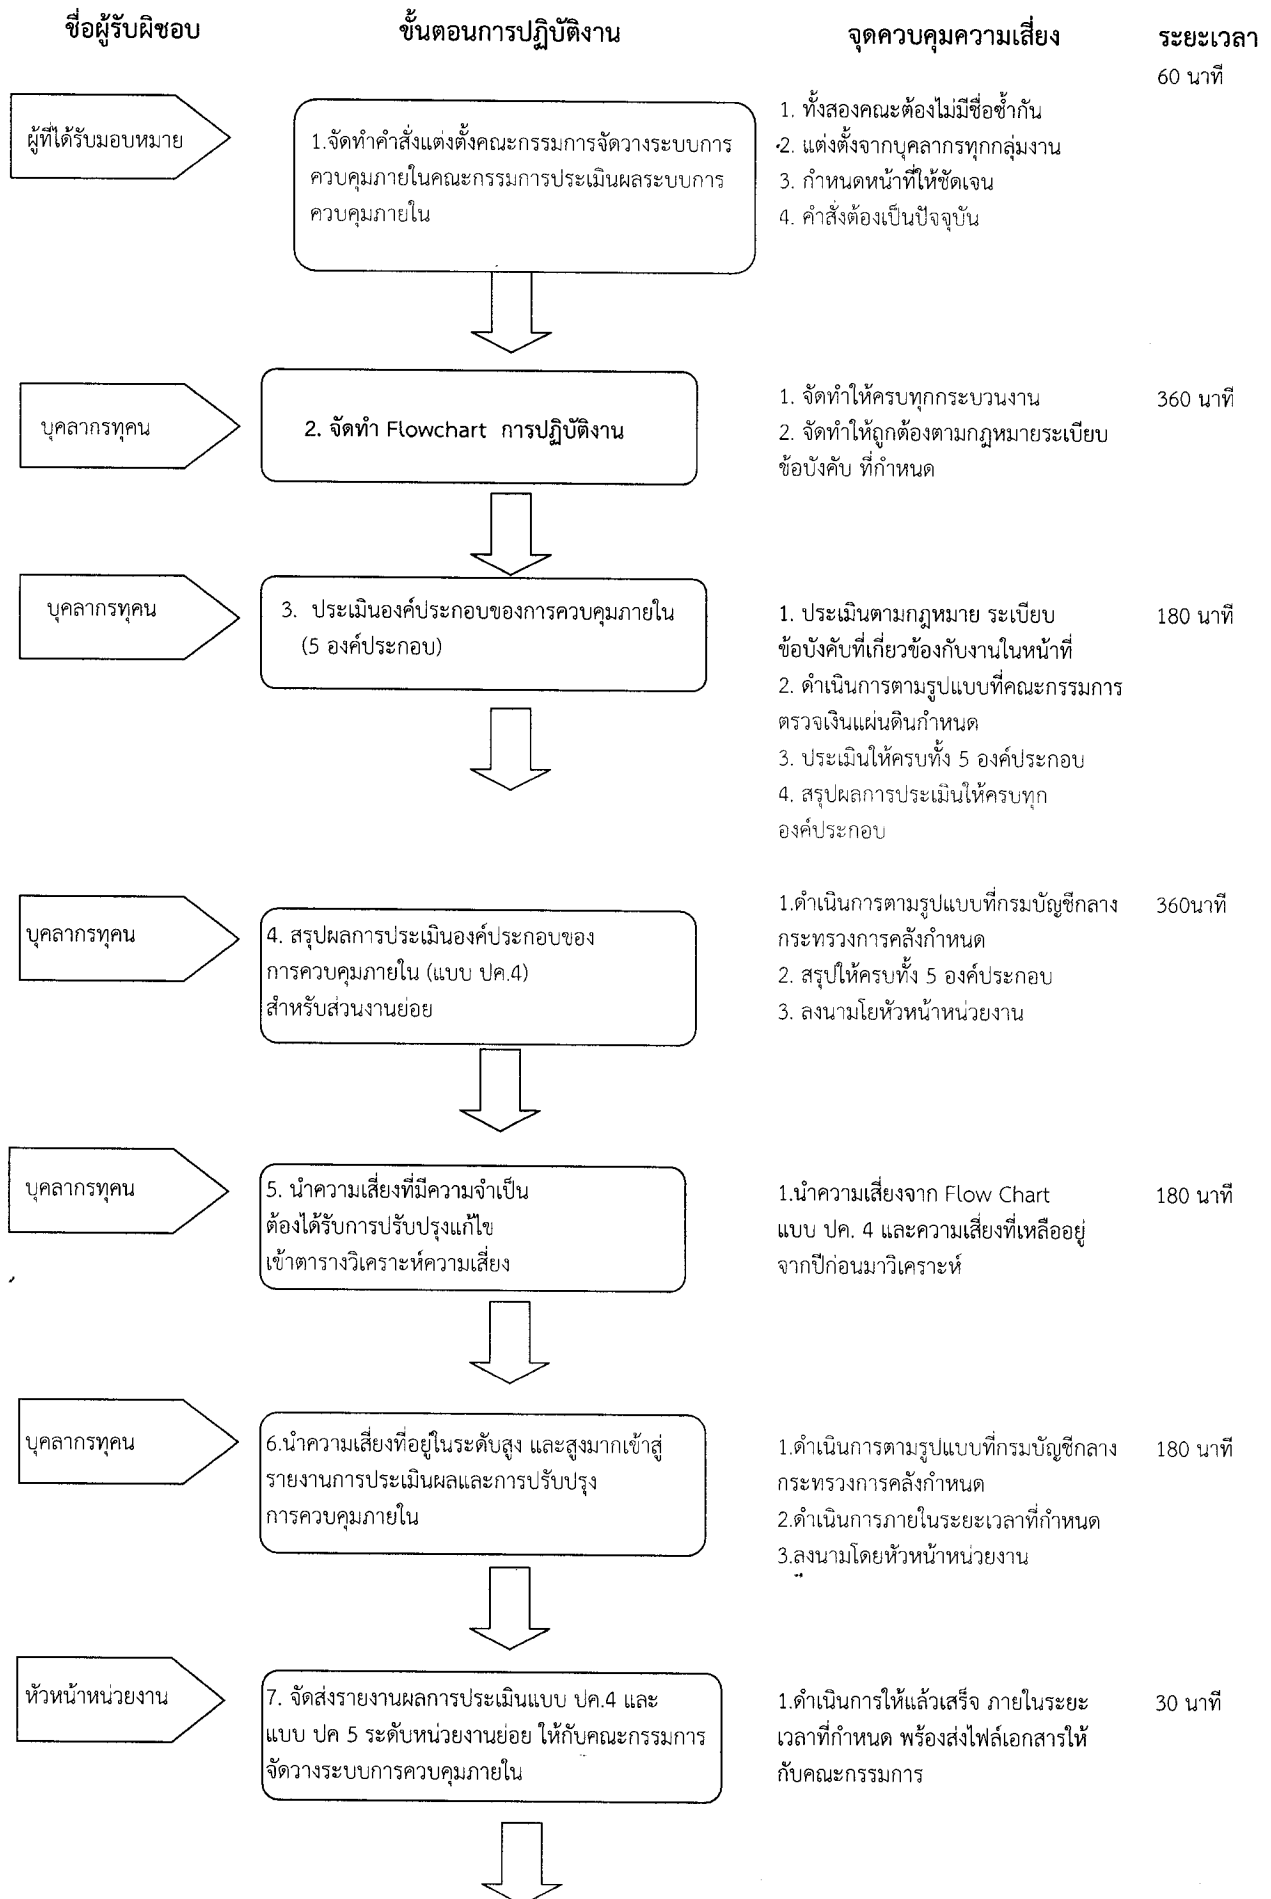 ชื่อผู้รับผิชอบ
ขั้นตอนการปฏิบัติงาน
จุดควบคุมความเสี่ยง
ระยะเวลา
60 นาที
ผู้ที่ได้รับมอบหมาย
1.จัดทำคำสั่งแต่งตั้งคณะกรรมการจัดวางระบบการ
ควบคุมภายในคณะกรรมการประเมินผลระบบการ
ควบคุมภายใน
1. ทั้งสองคณะต้องไม่มีชื่อซ้ำกัน
2. แต่งตั้งจากบุคลากรทุกกลุ่มงาน
3. กำหนดหน้าที่ให้ชัดเจน
4. คำสั่งต้องเป็นปัจจุบัน
บุคลากรทุคน
2. จัดทำ Flowchart การปฏิบัติงาน
1. จัดทำให้ครบทุกกระบวนงาน
2. จัดทำให้ถูกต้องตามกฎหมายระเบียบ
ข้อบังคับ ที่กำหนด
360 นาที
บุคลากรทุคน
3. ประเมินองค์ประกอบของการควบคุมภายใน
(5 องค์ประกอบ)
1. ประเมินตามกฎหมาย ระเบียบ
ข้อบังคับที่เกี่ยวข้องกับงานในหน้าที่
2. ดำเนินการตามรูปแบบที่คณะกรรมการ
ตรวจเงินแผ่นดินกำหนด
3. ประเมินให้ครบทั้ง 5 องค์ประกอบ
4. สรุปผลการประเมินให้ครบทุก
องค์ประกอบ
180 นาที
บุคลากรทุคน
4. สรุปผลการประเมินองค์ประกอบของ
การควบคุมภายใน (แบบ ปค.4)
สำหรับส่วนงานย่อย
1.ดำเนินการตามรูปแบบที่กรมบัญชีกลาง
กระทรวงการคลังกำหนด
2. สรุปให้ครบทั้ง 5 องค์ประกอบ
3. ลงนามโยหัวหน้าหน่วยงาน
360นาที
บุคลากรทุคน
5. นำความเสี่ยงที่มีความจำเป็น
ต้องได้รับการปรับปรุงแก้ไข
เข้าตารางวิเคราะห์ความเสี่ยง
1.นำความเสี่ยงจาก Flow Chart
แบบ ปค. 4 และความเสี่ยงที่เหลืออยู่
จากปีก่อนมาวิเคราะห์
180 นาที
บุคลากรทุคน
6.นำความเสี่ยงที่อยู่ในระดับสูง และสูงมากเข้าสู่
รายงานการประเมินผลและการปรับปรุง
การควบคุมภายใน
1.ดำเนินการตามรูปแบบที่กรมบัญชีกลาง
กระทรวงการคลังกำหนด
2.ดำเนินการภายในระยะเวลาที่กำหนด
3.ลงนามโดยหัวหน้าหน่วยงาน
180 นาที
หัวหน้าหน่วยงาน
7. จัดส่งรายงานผลการประเมินแบบ ปค.4 และ
แบบ ปค 5 ระดับหน่วยงานย่อย ให้กับคณะกรรมการ
จัดวางระบบการควบคุมภายใน
1.ดำเนินการให้แล้วเสร็จ ภายในระยะ
เวลาที่กำหนด พร้องส่งไฟล์เอกสารให้
กับคณะกรรมการ
30 นาที